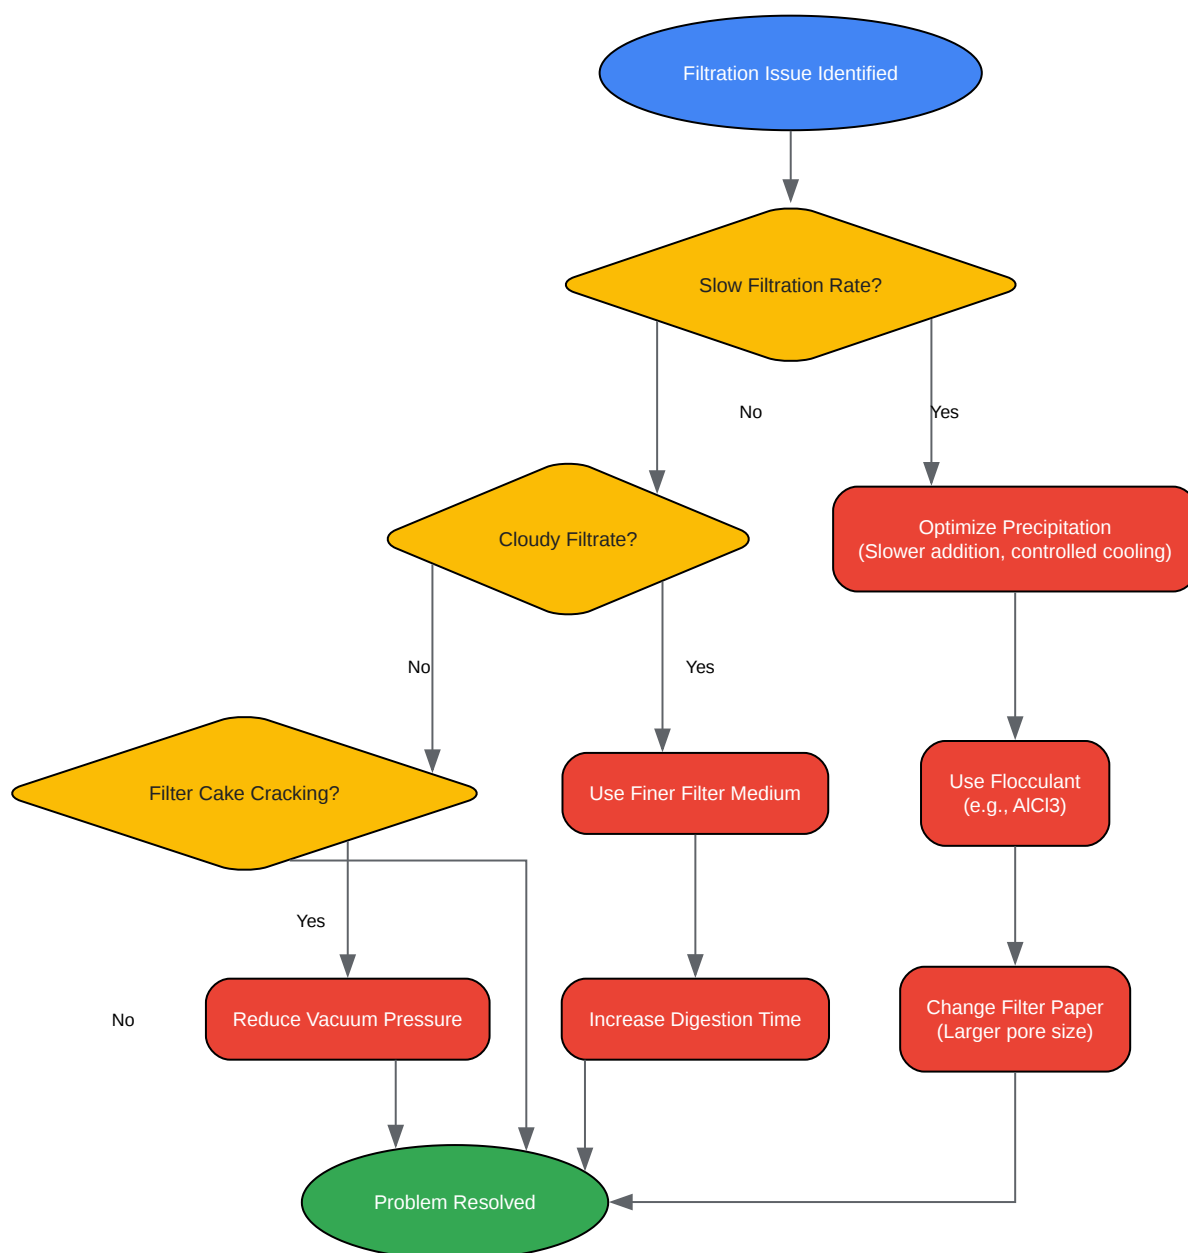 Filtration Issue Identified
Slow Filtration Rate?
No
Yes
Cloudy Filtrate?
Optimize Precipitation
(Slower addition, controlled cooling)
No
Yes
Filter Cake Cracking?
Use Finer Filter Medium
Use Flocculant
(e.g., AlCl3)
Yes
No
Reduce Vacuum Pressure
Increase Digestion Time
Change Filter Paper
(Larger pore size)
Problem Resolved